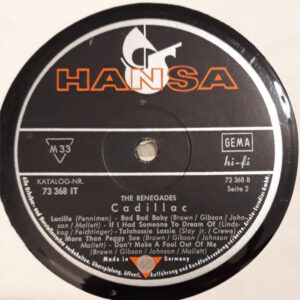 HANSA
M 33
GEMA
hi-fi
KATALOG-NR.
73 368 IT
73 368 B
Seite 2
THE RENEGADES
Cadillac
Lucille (Pennimen) - Bad Bad Baby (Brown / Gibson / John-
son / Mallett) - If I Had Someone To Dream Of (Linds-
kog / Feichtinger) - Talahassie Lassie (Slay jr. / Crewe)
More Than Peggy Sue (Brown / Gibson / Johnson
Mallett) - Don't Make A Fool Out Of Me
(Brown / Gibson / Johnson / Mallett)
Made in Germany